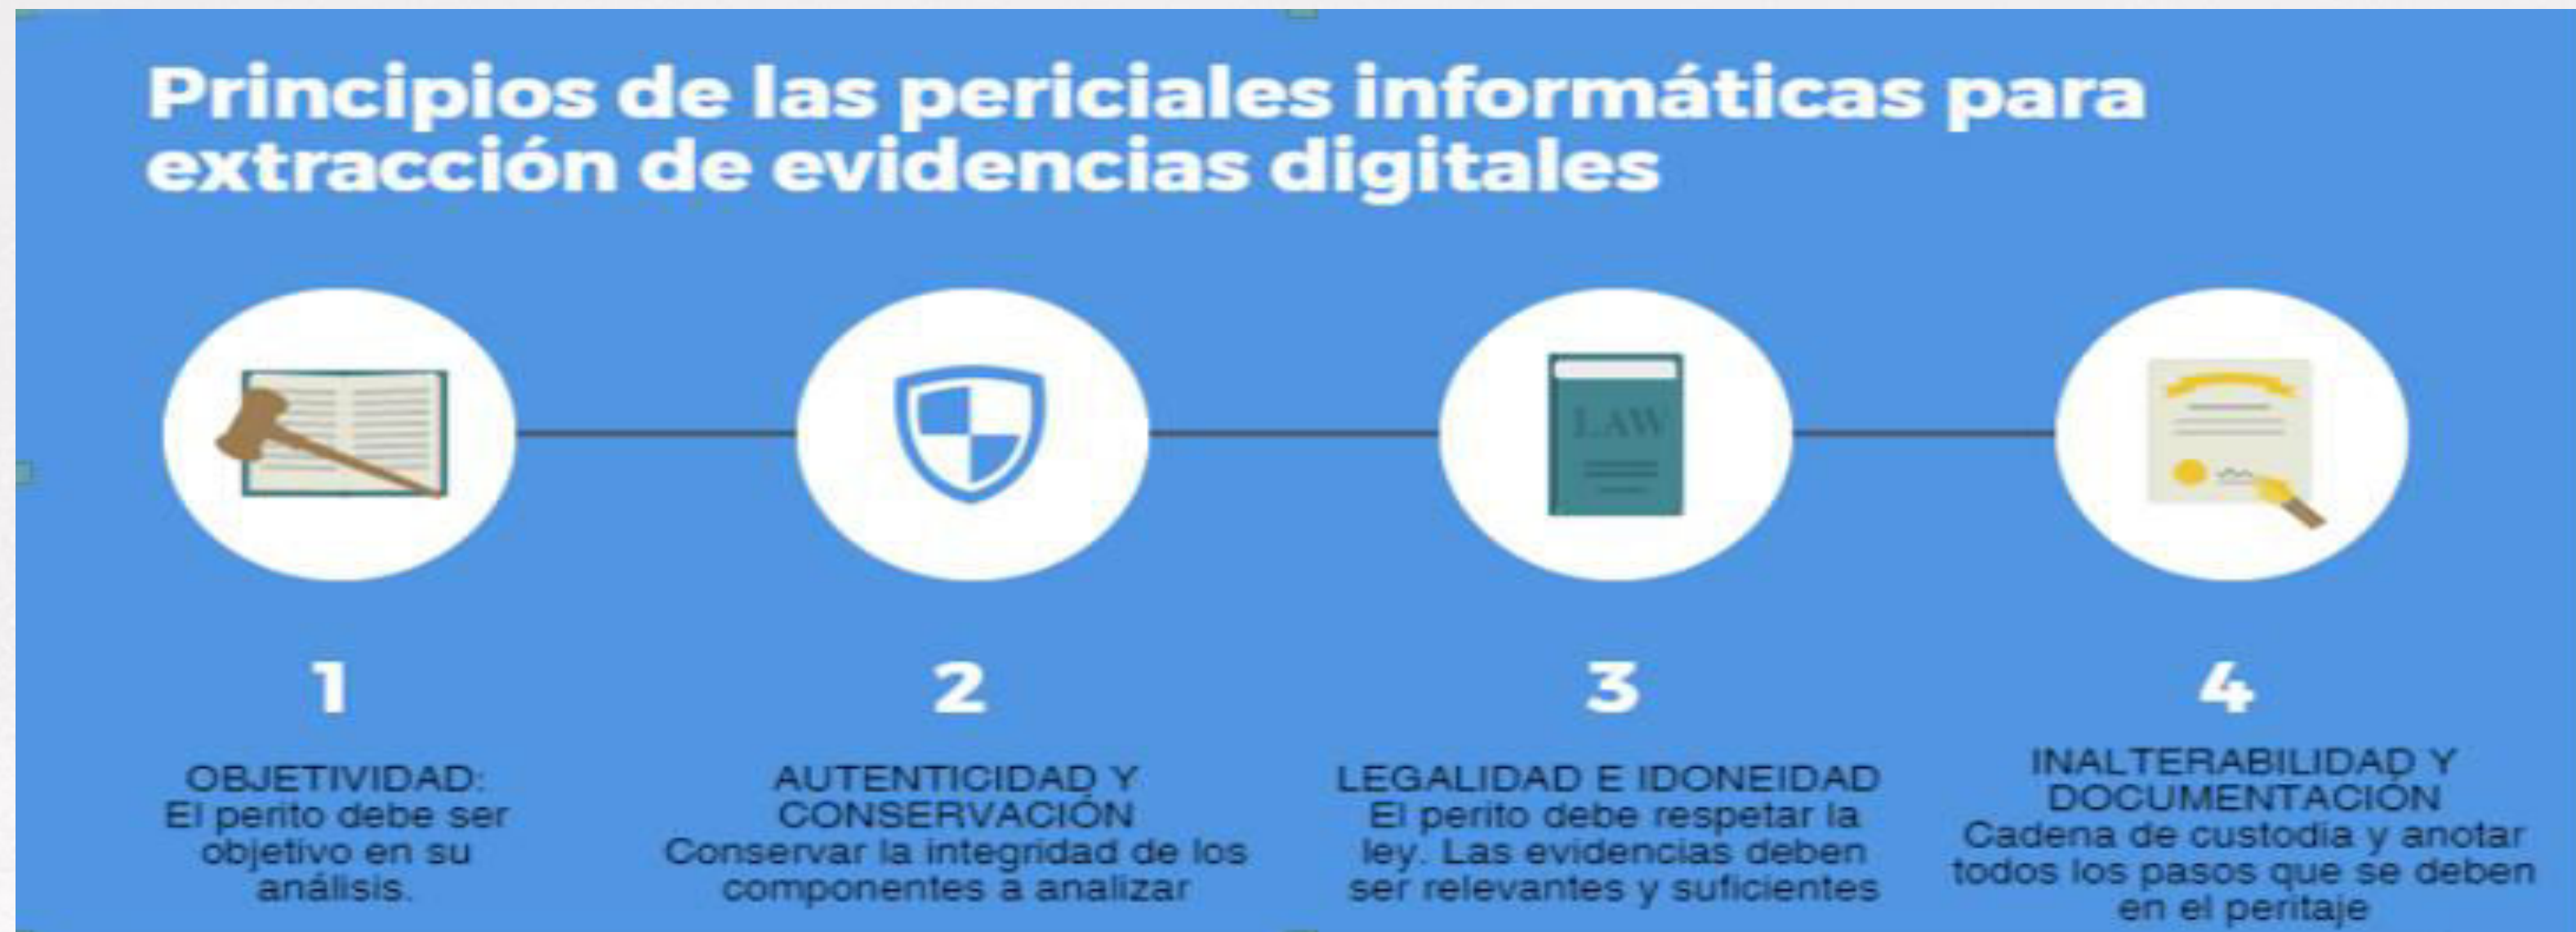 Principios de las periciales informáticas para
extracción de evidencias digitales
LAW
1
OBJETIVIDAD:
El perito debe ser
objetivo en su
análisis.
2
AUTENTICIDAD Y
CONSERVACIÓN
Conservar la integridad de los
componentes a analizar
3
LEGALIDAD E IDONEIDAD
El perito debe respetar la
ley. Las evidencias deben
ser relevantes y suficientes
4
INALTERABILIDAD Y
DOCUMENTACIÓN
Cadena de custodia y anotar
todos los pasos que se deben
en el peritaje